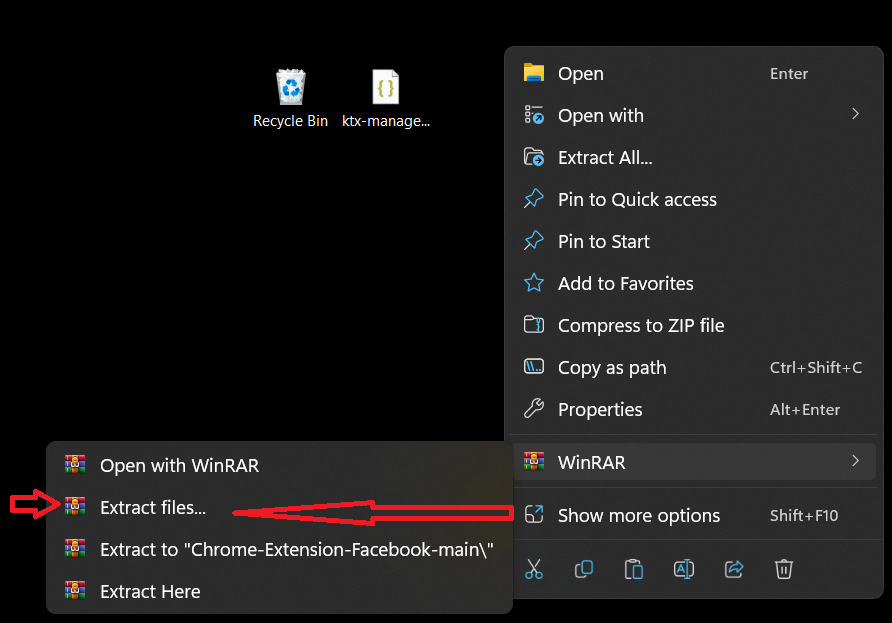 Recycle Bin
ktx-manage...
Open Enter
Open with
Extract All...
Pin to Quick access
Pin to Start
Add to Favorites
Compress to ZIP file
Copy as path Ctrl+Shift+C
Properties Alt+Enter
WinRAR
Show more options Shift+F10
Open with WinRAR
Extract files...
Extract to "Chrome-Extension-Facebook-main\"
Extract Here